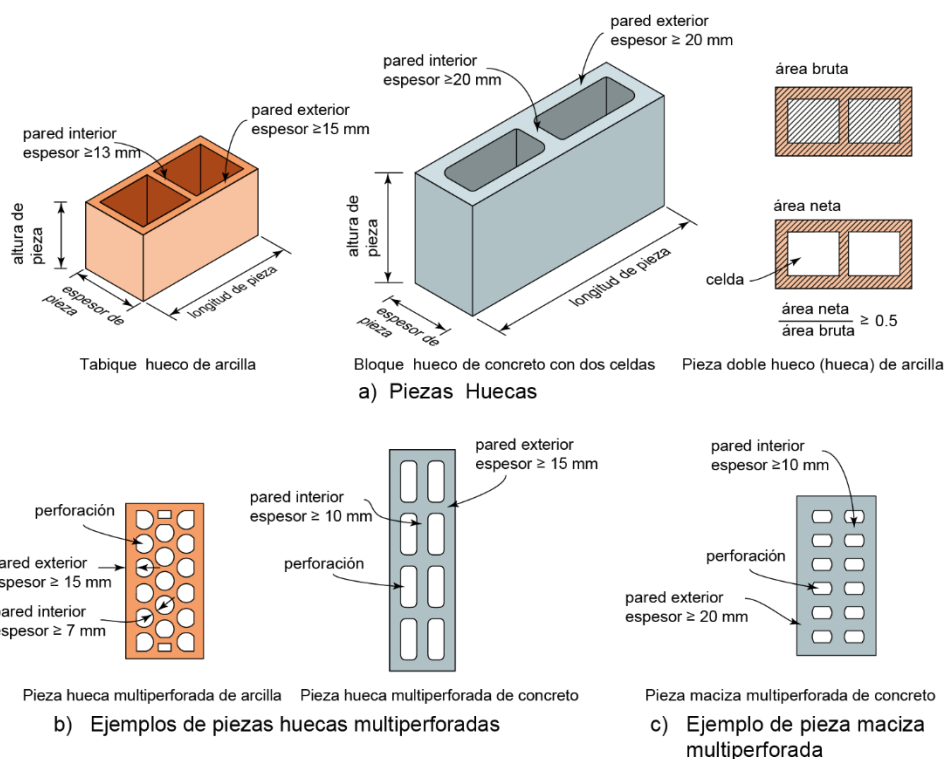 pared exterior
espesor ≥ 20 mm
pared interior
espesor ≥20 mm
área bruta
pared exterior
espesor ≥15 mm
pared interior
espesor ≥13 mm
altura de
pieza
espesor de
pieza
longitud de pieza
altura de
pieza
espesor de
pieza
longitud de pieza
área neta
celda
área neta
área bruta
≥ 0.5
Tabique hueco de arcilla
Bloque hueco de concreto con dos celdas
Pieza doble hueco (hueca) de arcilla
a) Piezas Huecas
perforación
pared exterior
espesor ≥ 15 mm
pared interior
espesor ≥ 7 mm
pared exterior
espesor ≥ 15 mm
pared interior
espesor ≥ 10 mm
perforación
pared interior
espesor ≥10 mm
perforación
pared exterior
espesor ≥ 20 mm
Pieza hueca multiperforada de arcilla
Pieza hueca multiperforada de concreto
Pieza maciza multiperforada de concreto
b) Ejemplos de piezas huecas multiperforadas
c) Ejemplo de pieza maciza
multiperforada